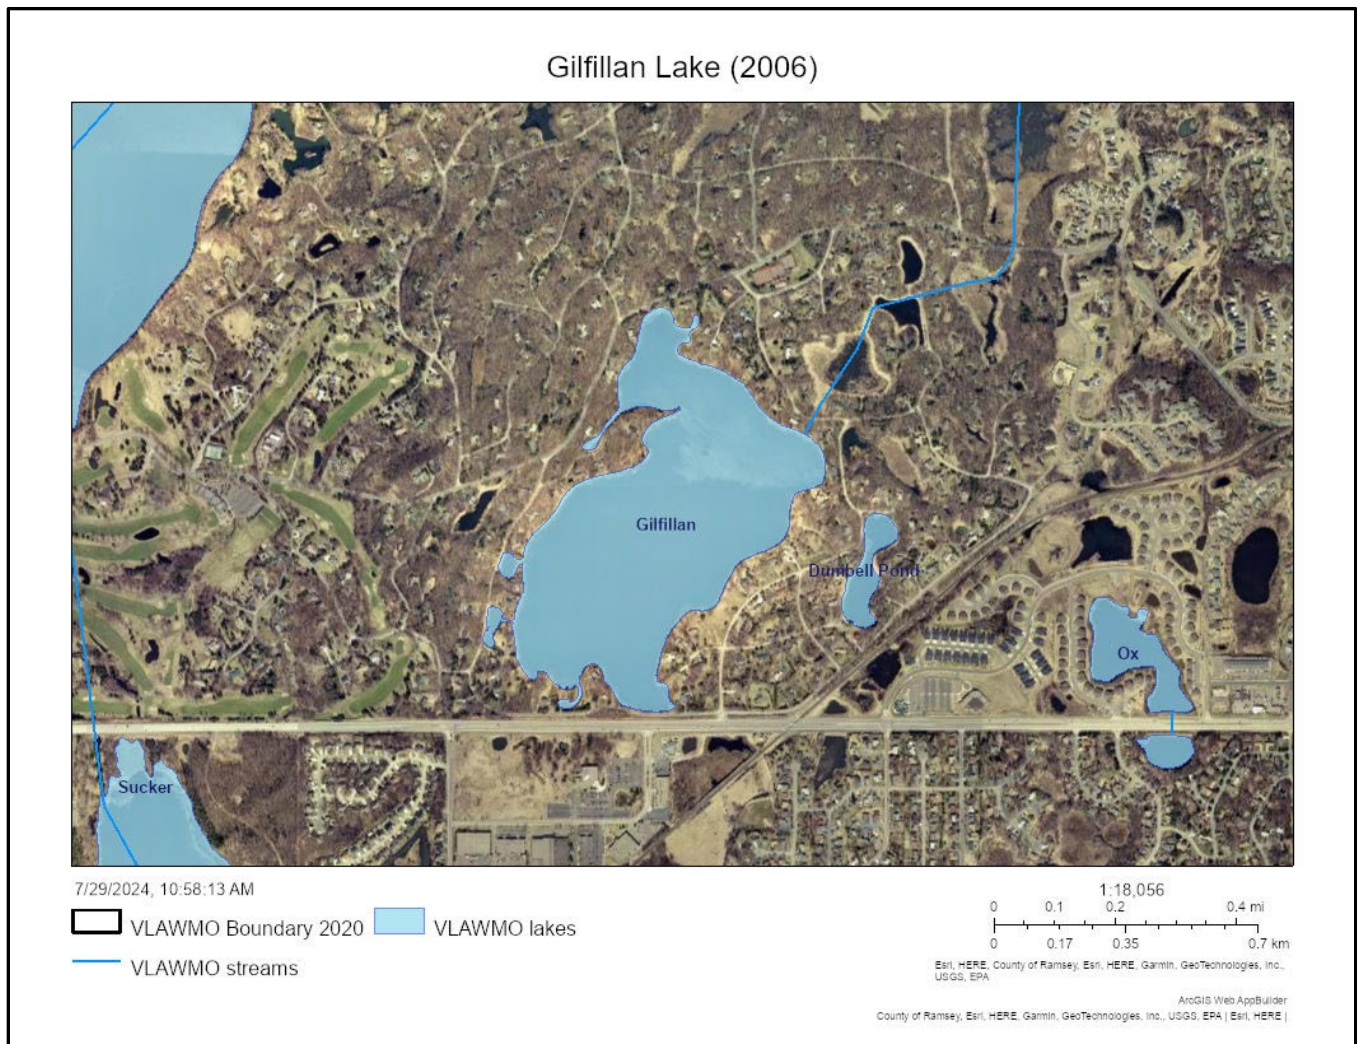 Gilfillan Lake (2006)
Gilfillan
Dumbell Pond
Ox
Sucker
7/29/2024, 10:58:13 AM
VLAWMO Boundary 2020
VLAWMO lakes
VLAWMO streams
1:18,056
0 0.1 0.2 0.4 mi
0 0.17 0.35 0.7 km
Esri, HERE, County of Ramsey, Esri, HERE, Garmin, GeoTechnologies, Inc.,
USGS, EPA
ArcGIS Web AppBuilder
County of Ramsey, Esri, HERE, Garmin, GeoTechnologies, Inc., USGS, EPA | Esri, HERE |